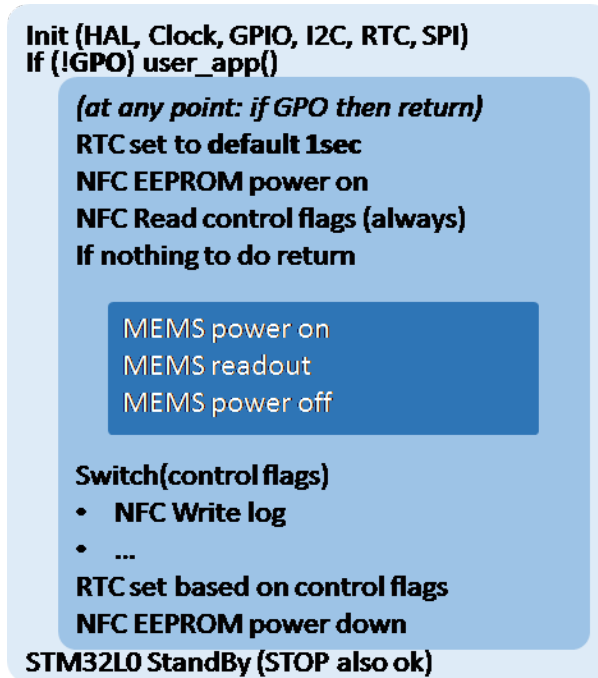 Init (HAL, Clock, GPIO, I2C, RTC, SPI)
If (!GPO) user_app()
(at any point: if GPO then return)
RTC set to default 1sec
NFC EEPROM power on
NFC Read control flags (always)
If nothing to do return
MEMS power on
MEMS readout
MEMS power off
Switch(control flags)
• NFC Write log
• ...
RTC set based on control flags
NFC EEPROM power down
STM32L0 StandBy (STOP also ok)